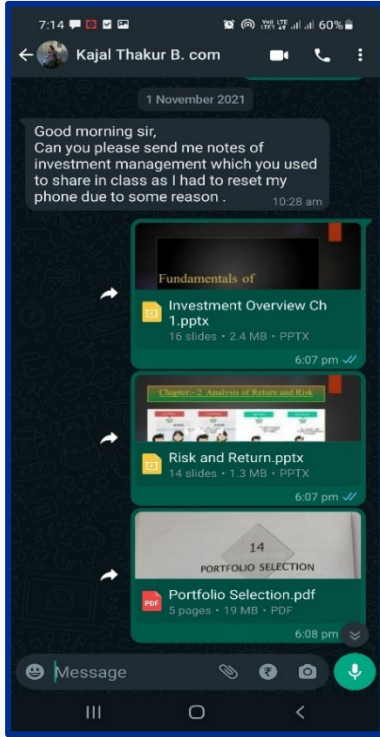 7:14
60%
Kajal Thakur B. com
1 November 2021
Good morning sir,
Can you please send me notes of
investment management which you used
to share in class as I had to reset my
phone due to some reason .
10:28 am
Fundamentals of
Investment Overview Ch
1.pptx
16 slides • 2.4 MB • PPTX
6:07 pm
Chapter:- 2 Analysis of Return and Risk
Risk and Return.pptx
14 slides • 1.3 MB • PPTX
6:07 pm
14
PORTFOLIO SELECTION
PDF
Portfolio Selection.pdf
5 pages • 19 MB • PDF
6:08 pm
Message